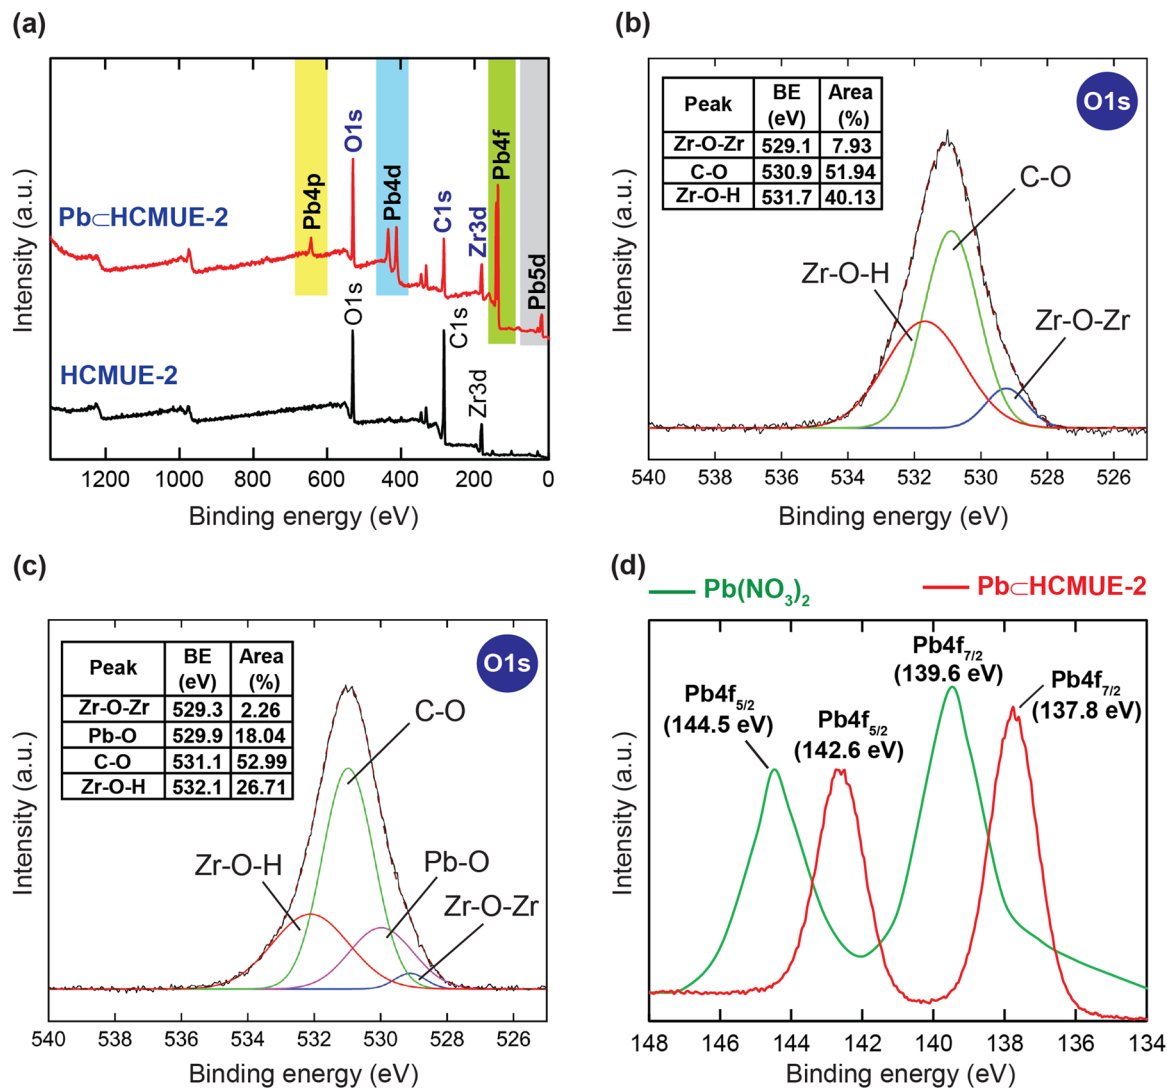 (a)
Intensity (a.u.)
Pb⊂HCMUE-2
HCMUE-2
Pb4p
O1s
Pb4d
C1s
Zr3d
Pb4f
Pb5d
O1s
C1s
Zr3d
1200 1000 800 600 400 200 0
Binding energy (eV)
(b)
Intensity (a.u.)
Peak BE (eV) Area (%)
Zr-O-Zr 529.1 7.93
C-O 530.9 51.94
Zr-O-H 531.7 40.13
O1s
C-O
Zr-O-H
Zr-O-Zr
540 538 536 534 532 530 528 526
Binding energy (eV)
(c)
Intensity (a.u.)
Peak BE (eV) Area (%)
Zr-O-Zr 529.3 2.26
Pb-O 529.9 18.04
C-O 531.1 52.99
Zr-O-H 532.1 26.71
O1s
C-O
Zr-O-H
Pb-O
Zr-O-Zr
540 538 536 534 532 530 528 526
Binding energy (eV)
(d)
Pb(NO₃)₂
Pb⊂HCMUE-2
Intensity (a.u.)
Pb4f5/2
(144.5 eV)
Pb4f5/2
(142.6 eV)
Pb4f7/2
(139.6 eV)
Pb4f7/2
(137.8 eV)
148 146 144 142 140 138 136 134
Binding energy (eV)